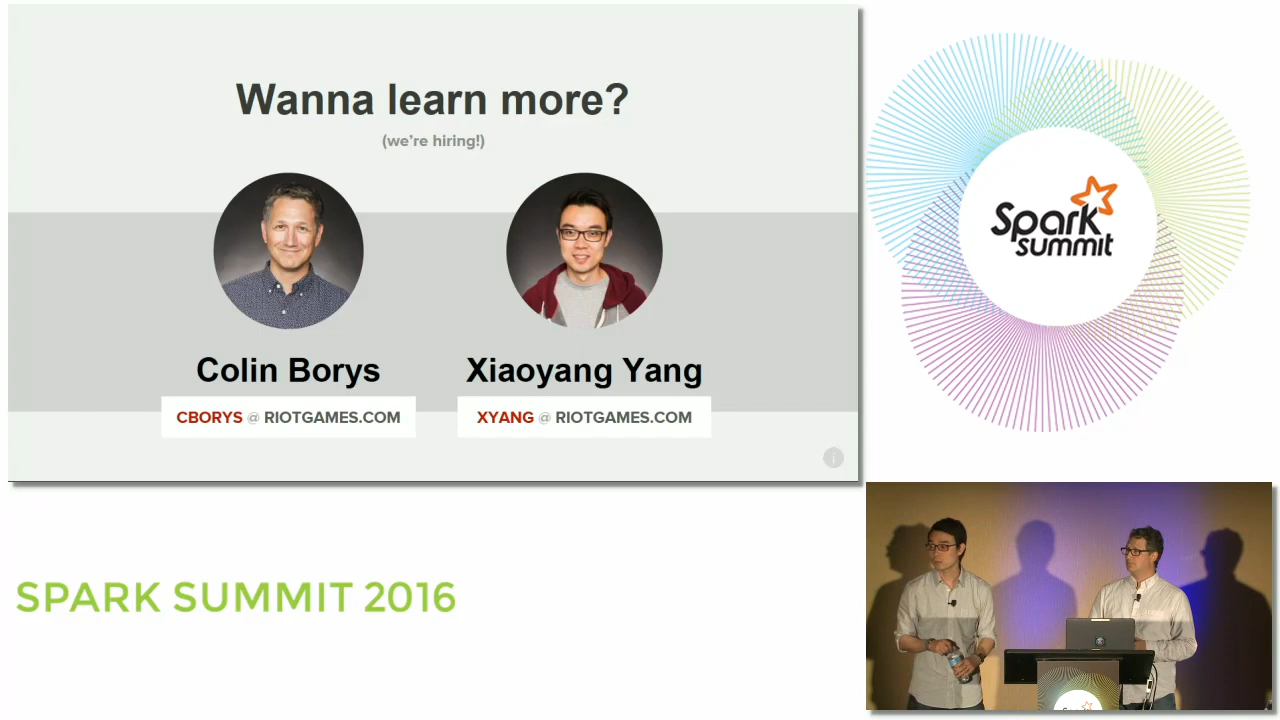 Wanna learn more?
(we're hiring!)
Colin Borys
Xiaoyang Yang
CBORYS @ RIOTGAMES.COM
XYANG @ RIOTGAMES.COM
i
Spark
summit
SPARK SUMMIT 2016